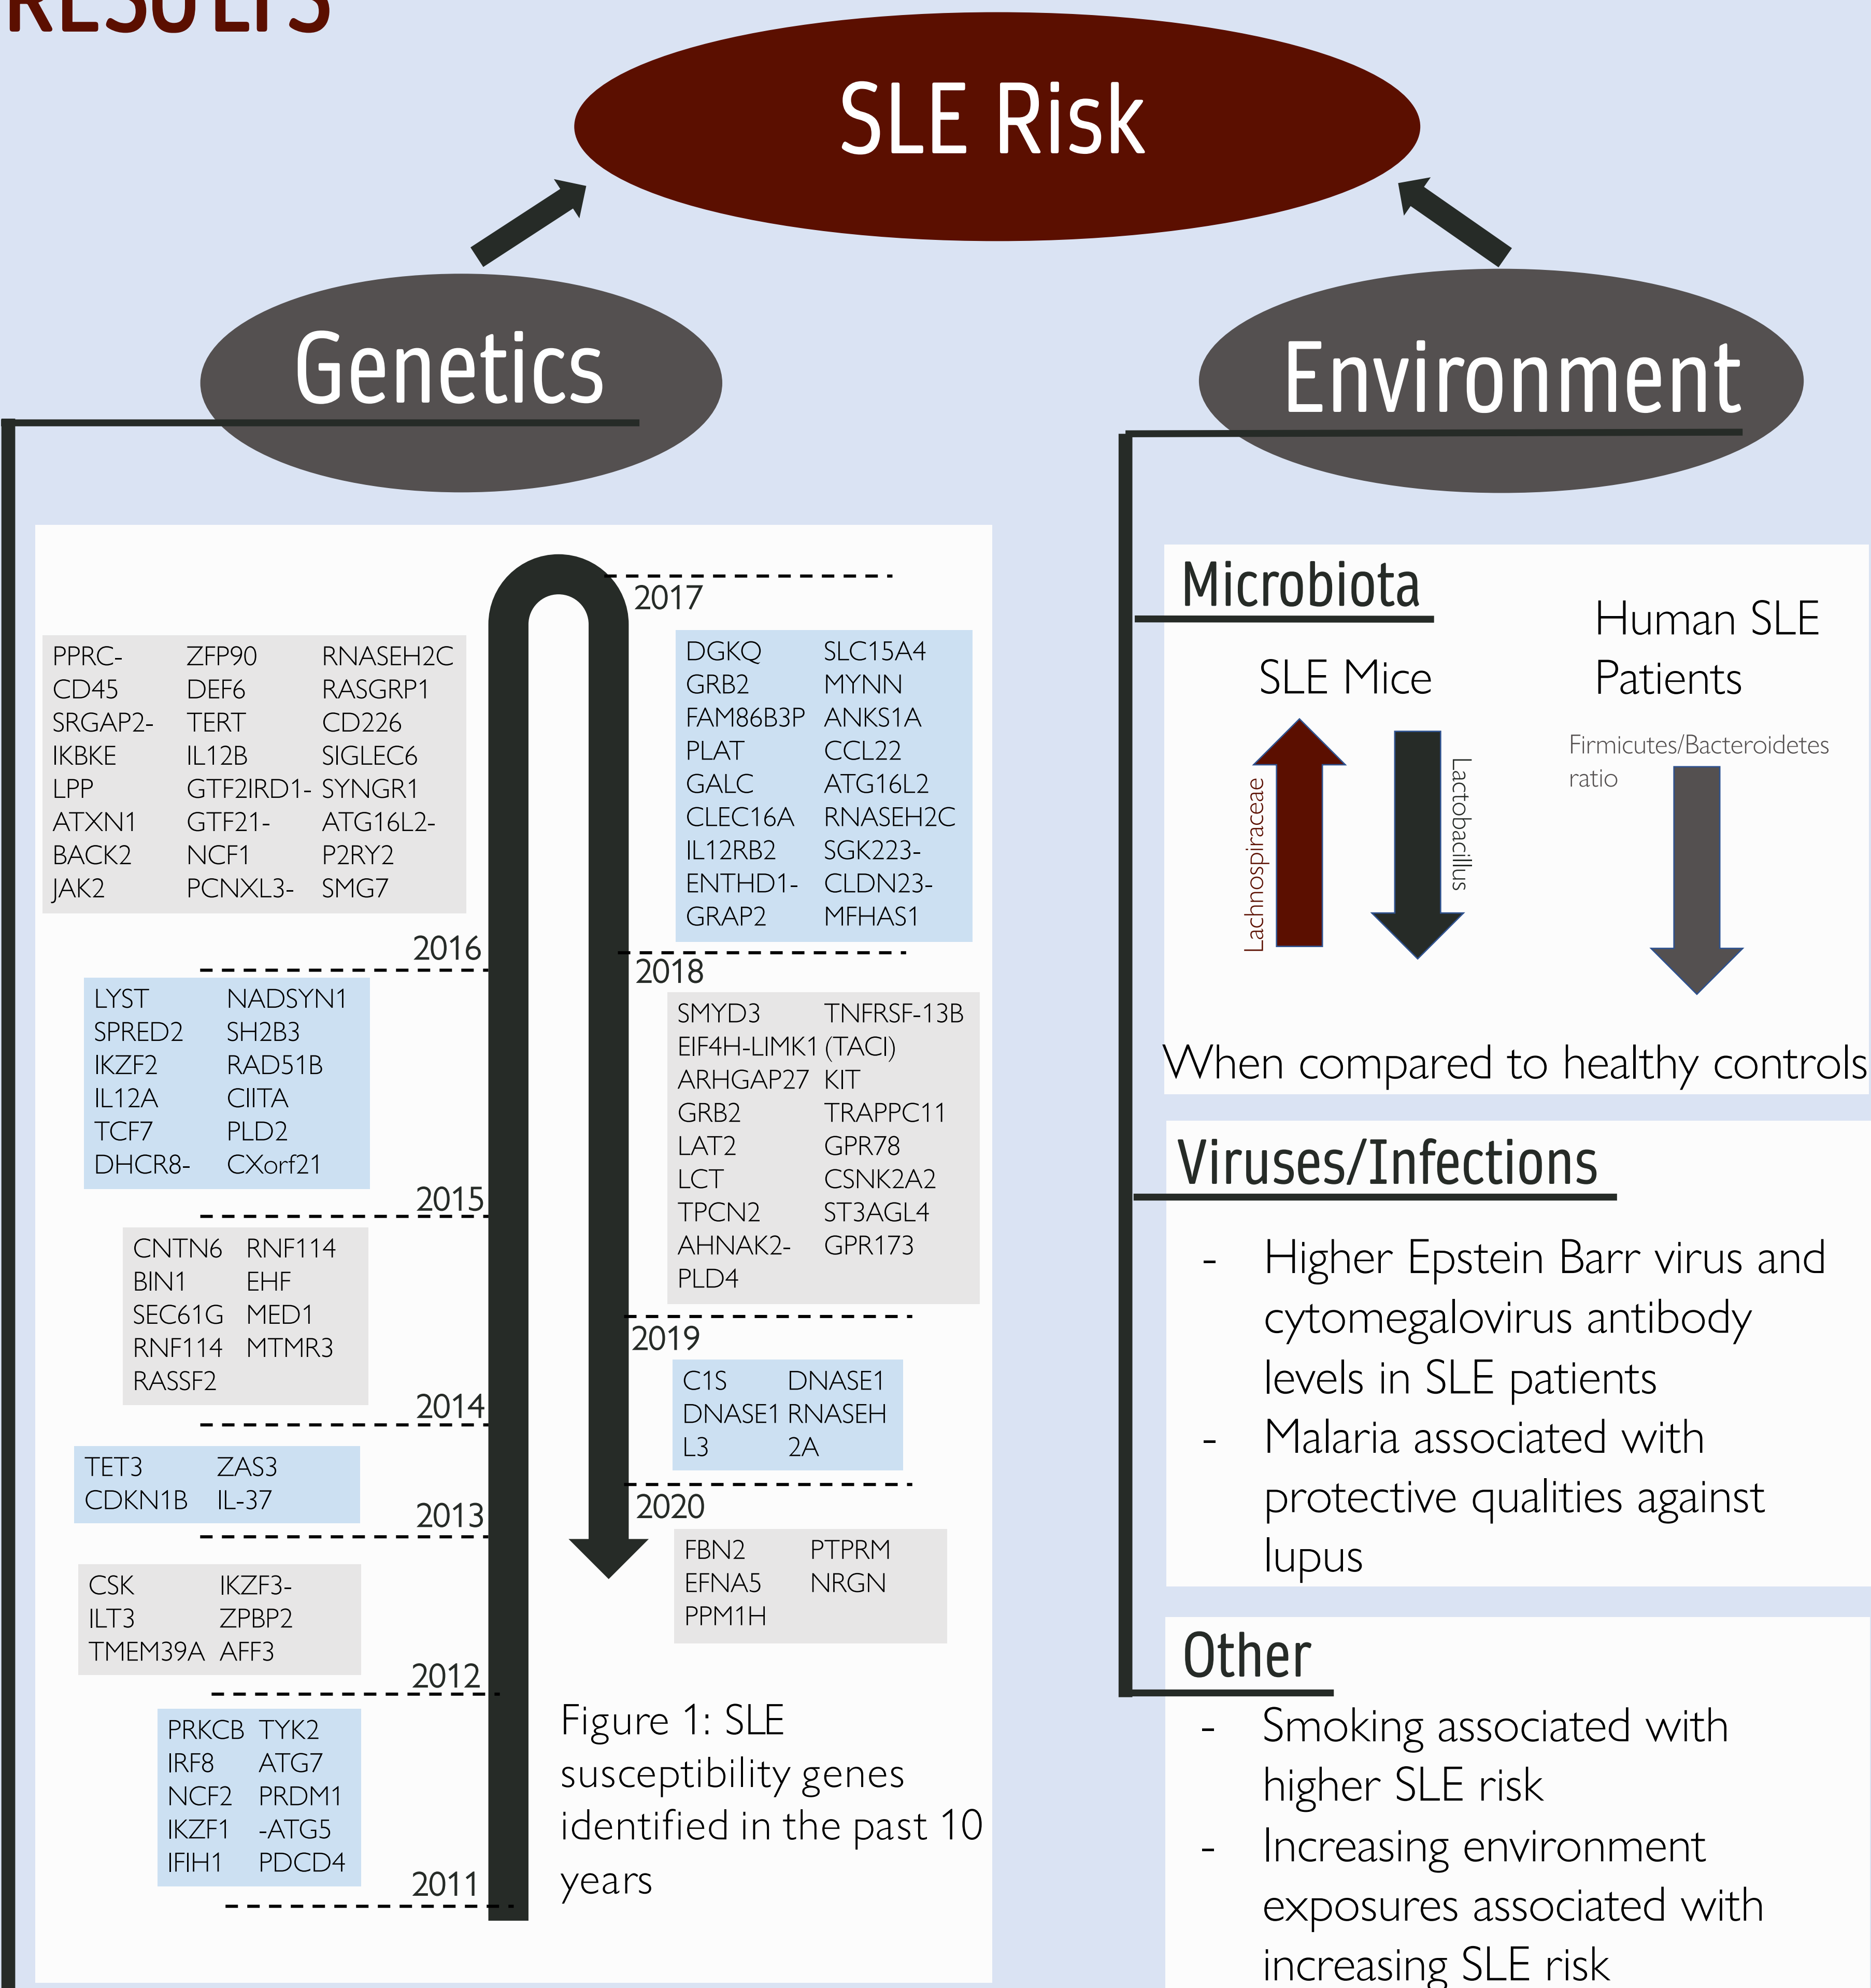 RESULTS
SLE Risk
Genetics
Environment
2017
PPRC- ZFP90 RNASEH2C
CD45 DEF6 RASGRP1
SRGAP2- TERT CD226
IKBKE IL12B SIGLEC6
LPP GTF2IRD1- SYNGR1
ATXN1 GTF21- ATG16L2-
BACK2 NCF1 P2RY2
JAK2 PCNXL3- SMG7
2016
LYST NADSYN1
SPRED2 SH2B3
IKZF2 RAD51B
IL12A CIITA
TCF7 PLD2
DHCR8- CXorf21
2015
CNTN6 RNF114
BIN1 EHF
SEC61G MED1
RNF114 MTMR3
RASSF2
2014
TET3 ZAS3
CDKN1B IL-37
2013
CSK IKZF3-
ILT3 ZPBP2
TMEM39A AFF3
2012
PRKCB TYK2
IRF8 ATG7
NCF2 PRDM1
IKZF1 -ATG5
IFIH1 PDCD4
2011
DGKQ SLC15A4
GRB2 MYNN
FAM86B3P ANKS1A
PLAT CCL22
GALC ATG16L2
CLEC16A RNASEH2C
IL12RB2 SGK223-
ENTHD1- CLDN23-
GRAP2 MFHAS1
2018
SMYD3 TNFRSF-13B
EIF4H-LIMK1 (TACI)
ARHGAP27 KIT
GRB2 TRAPPC11
LAT2 GPR78
LCT CSNK2A2
TPCN2 ST3AGL4
AHNAK2- GPR173
PLD4
2019
C1S DNASE1
DNASE1 RNASEH
L3 2A
2020
FBN2 PTPRM
EFNA5 NRGN
PPM1H
Figure 1: SLE
susceptibility genes
identified in the past 10
years
Microbiota
SLE Mice
Lachnospiraceae
Lactobacillus
Human SLE
Patients
Firmicutes/Bacteroidetes
ratio
When compared to healthy controls
Viruses/Infections
- Higher Epstein Barr virus and
cytomegalovirus antibody
levels in SLE patients
- Malaria associated with
protective qualities against
lupus
Other
- Smoking associated with
higher SLE risk
- Increasing environment
exposures associated with
increasing SLE risk